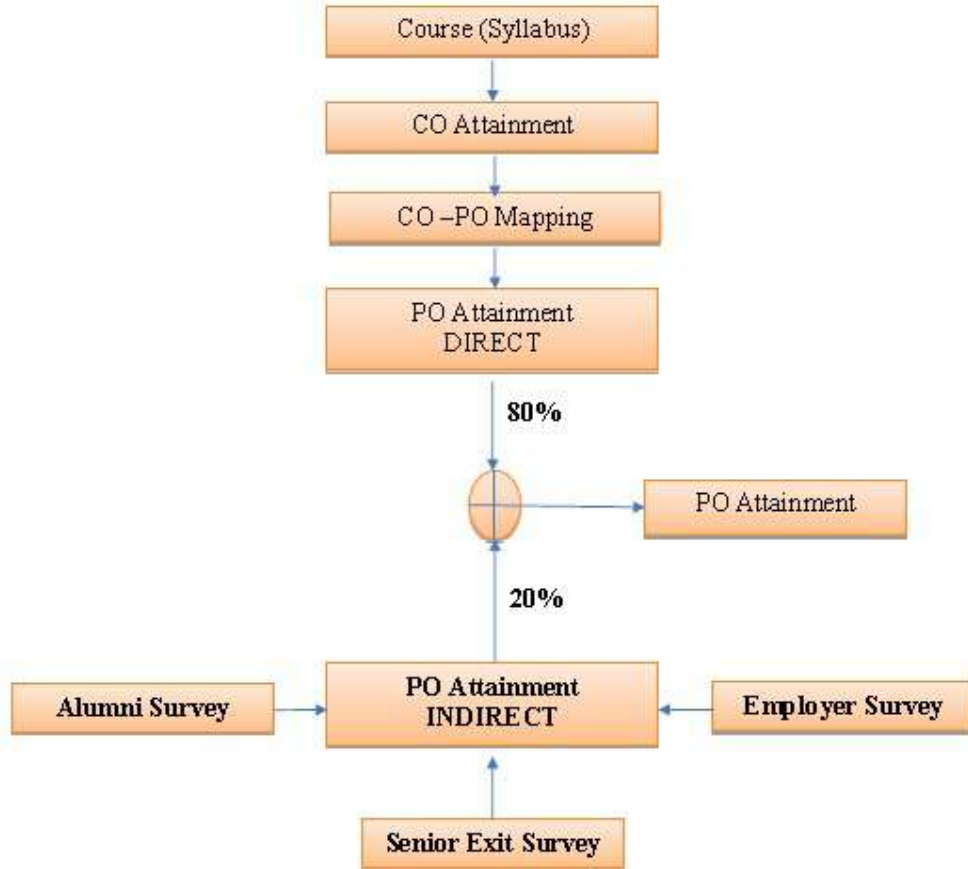 Course (Syllabus)
CO Attainment
CO –PO Mapping
PO Attainment
DIRECT
80%
PO Attainment
20%
PO Attainment
INDIRECT
Alumni Survey
Employer Survey
Senior Exit Survey